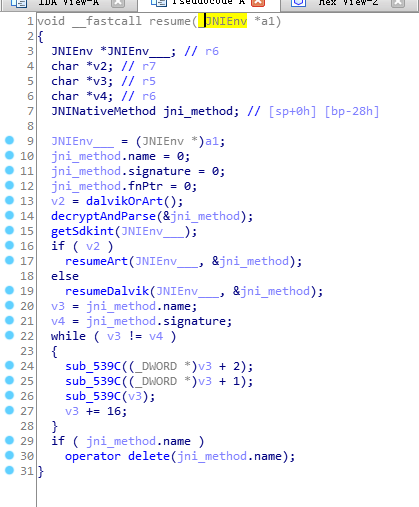 IDA View-A
Pseudocode-A
Hex View-2
1 void __fastcall resume(_JNIEnv *a1)
2 {
3 JNIEnv *JNIEnv___; // r6
4 char *v2; // r7
5 char *v3; // r5
6 char *v4; // r6
7 JNINativeMethod jni_method; // [sp+0h] [bp-28h]
8
9 JNIEnv___ = (JNIEnv *)a1;
10 jni_method.name = 0;
11 jni_method.signature = 0;
12 jni_method.fnPtr = 0;
13 v2 = dalvikOrArt();
14 decryptAndParse(&jni_method);
15 getSdkint(JNIEnv___);
16 if ( v2 )
17 resumeArt(JNIEnv___, &jni_method);
18 else
19 resumeDalvik(JNIEnv___, &jni_method);
20 v3 = jni_method.name;
21 v4 = jni_method.signature;
22 while ( v3 != v4 )
23 {
24 sub_539C((_DWORD *)v3 + 2);
25 sub_539C((_DWORD *)v3 + 1);
26 sub_539C(v3);
27 v3 += 16;
28 }
29 if ( jni_method.name )
30 operator delete(jni_method.name);
31 }